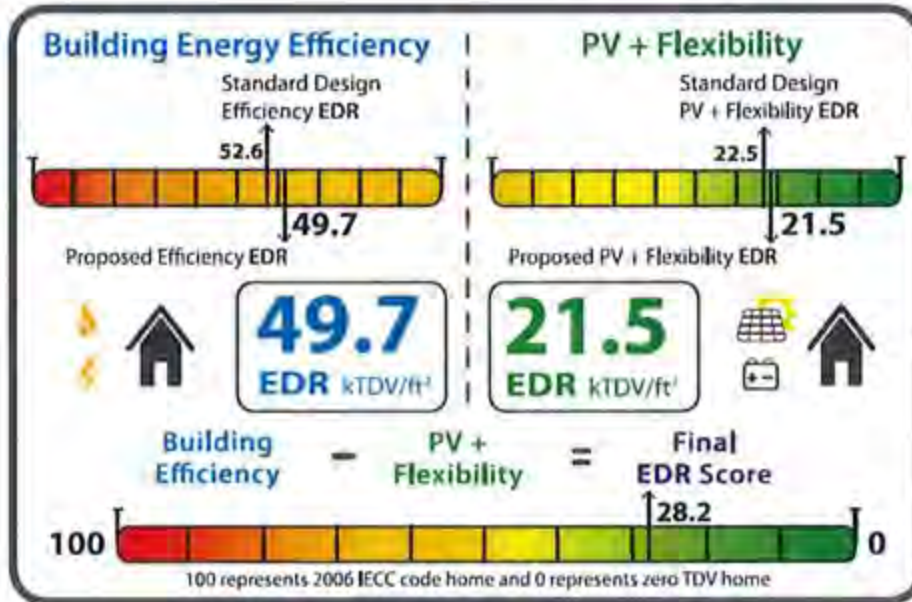 Building Energy Efficiency
Standard Design
Efficiency EDR
52.6
49.7
Proposed Efficiency EDR
49.7
EDR kTDV/ft²
PV + Flexibility
Standard Design
PV + Flexibility EDR
22.5
21.5
Proposed PV + Flexibility EDR
21.5
EDR kTDV/ft²
Building
Efficiency
-
PV +
Flexibility
=
Final
EDR Score
28.2
100
0
100 represents 2006 IECC code home and 0 represents zero TDV home